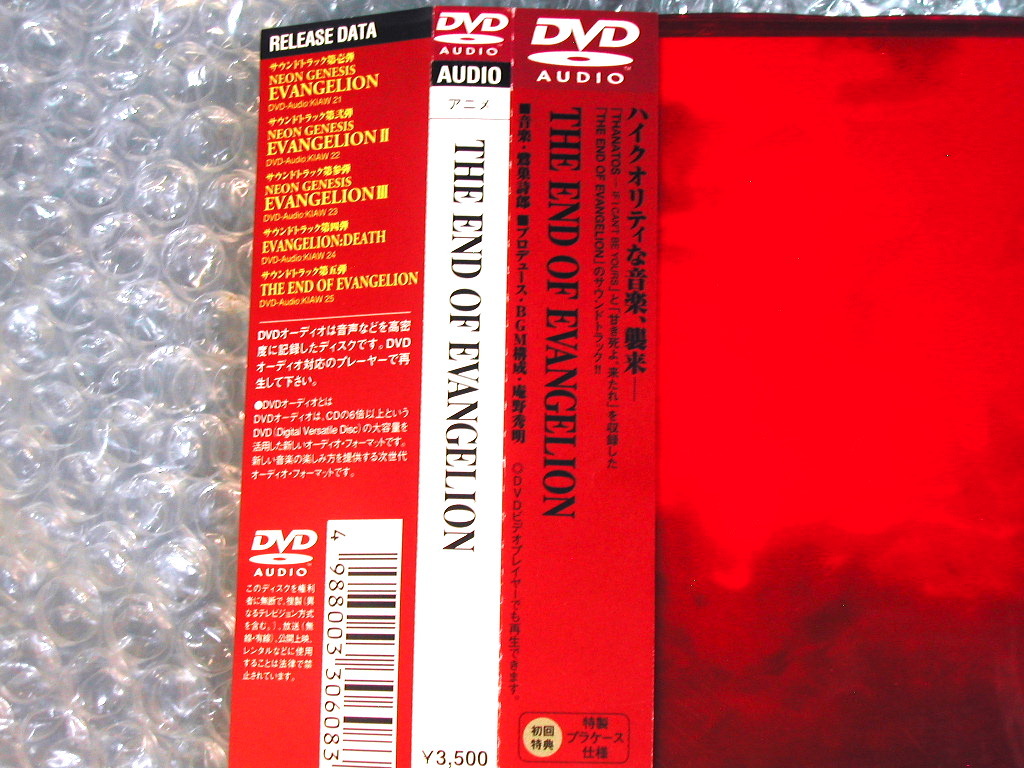 RELEASE DATA
サウンドトラック第壱弾
NEON GENESIS
EVANGELION
DVD-Audio:KIAW 21
サウンドトラック第弐弾
NEON GENESIS
EVANGELION II
DVD-Audio:KIAW 22
サウンドトラック第参弾
NEON GENESIS
EVANGELION III
DVD-Audio:KIAW 23
サウンドトラック第四弾
EVANGELION:DEATH
DVD-Audio:KIAW 24
サウンドトラック第五弾
THE END OF EVANGELION
DVD-Audio:KIAW 25
DVDオーディオは音声などを高密
度に記録したディスクです。DVD
オーディオ対応のプレーヤーで再
生して下さい。
●DVDオーディオとは
DVDオーディオは、CDの6倍以上という
DVD(Digital Versatile Disc)の大容量を
活用した新しいオーディオ・フォーマットです。
新しい音楽の楽しみ方を提供する次世代
オーディオ・フォーマットです。
DVD
AUDIO
このディスクを権利
者に無断で、複製(異
なるテレビジョン方式
を含む。)、放送(無
線・有線)、公開上映、
レンタルなどに使用
することは法律で禁
止されています。
4 988003 306083
DVD
AUDIO
AUDIO
アニメ
THE END OF EVANGELION
¥3,500
DVD
AUDIO™
ハイクオリティな音楽、襲来――
「THANATOS ―IF I CAN'T BE YOURS」と「甘き死よ、来たれ」を収録した
「THE END OF EVANGELION」のサウンドトラック!!
THE END OF EVANGELION
■音楽・鷺巣詩郎 ■プロデュース・BGM構成・庵野秀明 ○DVDビデオプレイヤーでも再生できます。
初回
特典
特製
プラケース
仕様